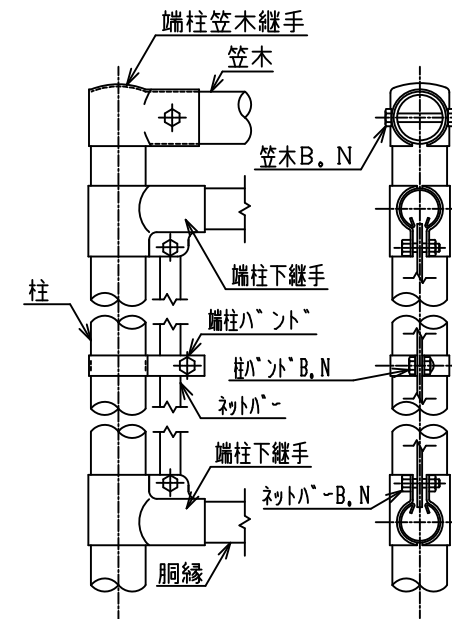 端柱笠木継手
笠木
笠木B.N
端柱下継手
柱
端柱バンド
柱バンドB.N
ネットバー
端柱下継手
ネットバーB.N
胴縁